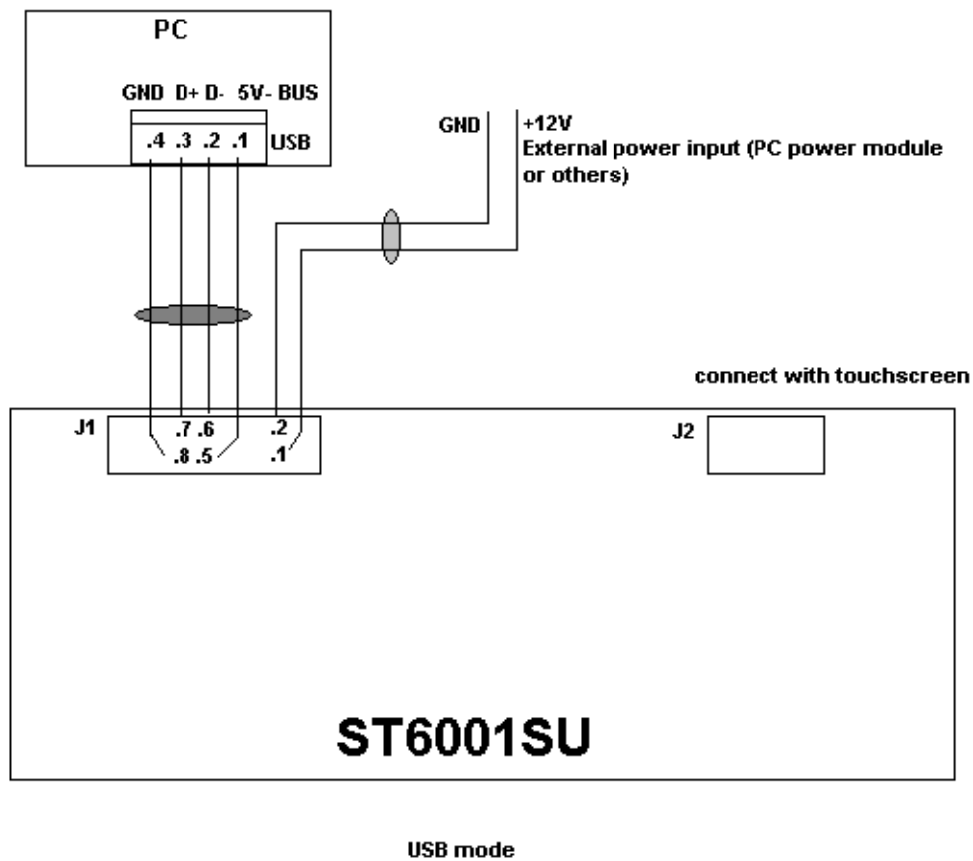 PC
GND D+ D- 5V- BUS
.4 .3 .2 .1 USB
GND
+12V
External power input (PC power module
or others)
connect with touchscreen
J1
.7 .6 .2
.8 .5 .1
J2
ST6001SU
USB mode